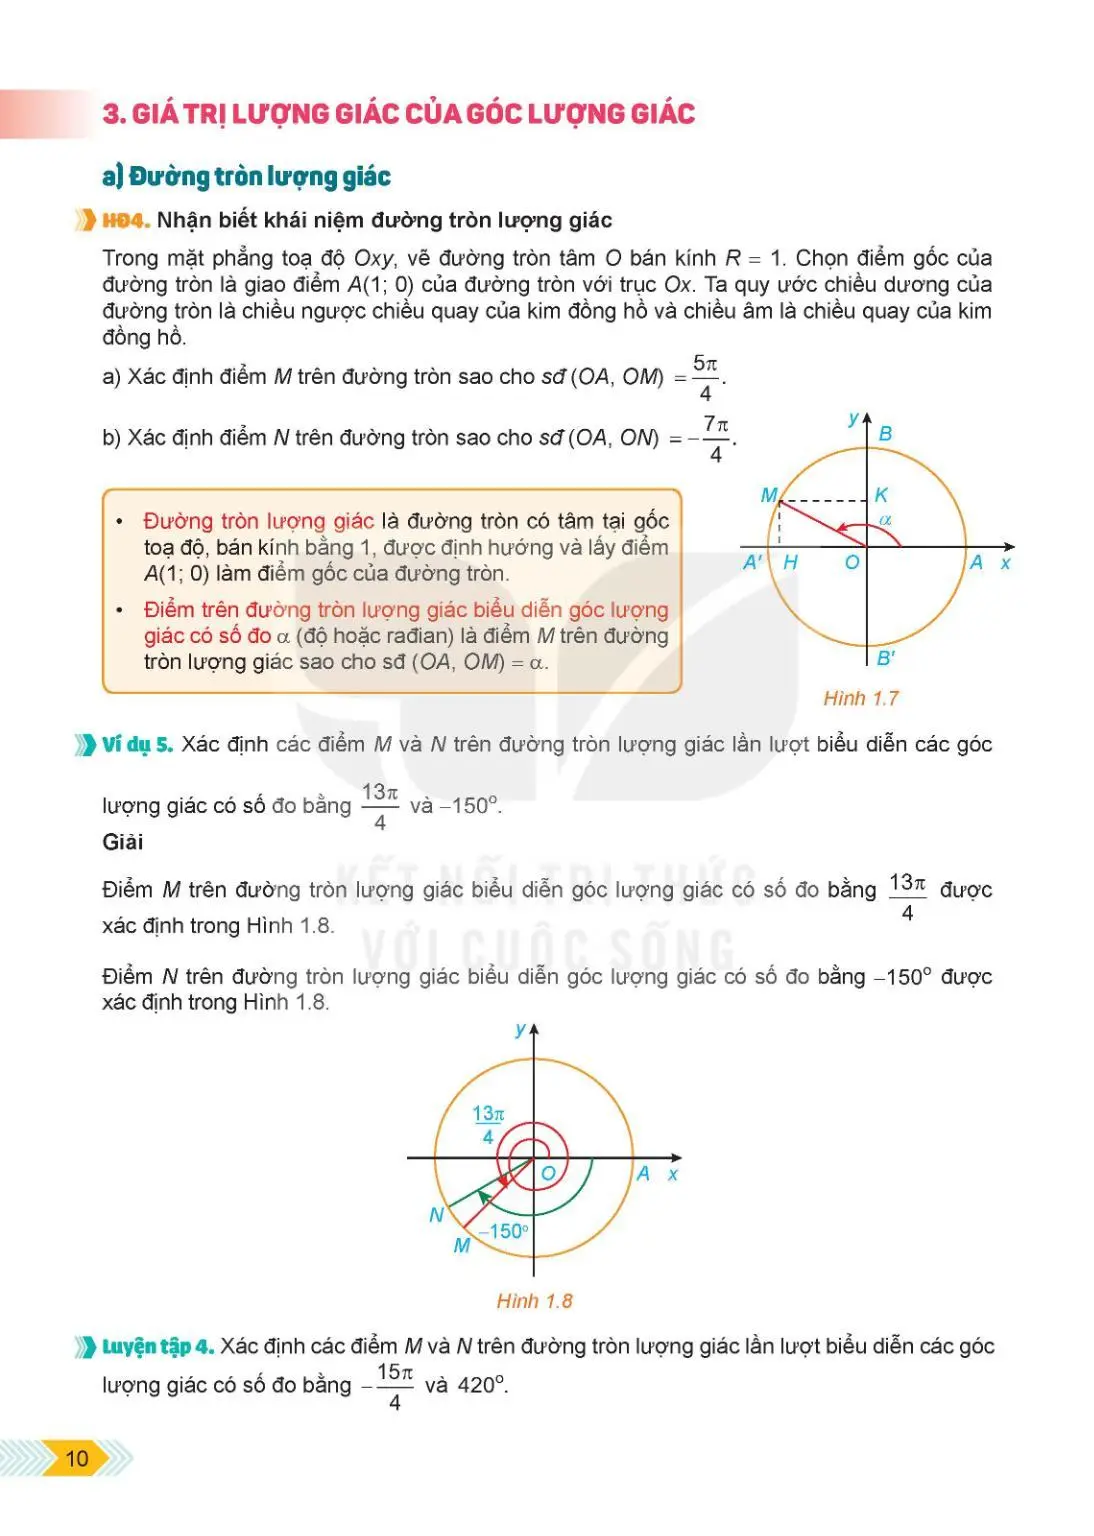 3. GIÁ TRỊ LƯỢNG GIÁC CỦA GÓC LƯỢNG GIÁC
a) Đường tròn lượng giác
HĐ4. Nhận biết khái niệm đường tròn lượng giác
Trong mặt phẳng toạ độ Oxy, vẽ đường tròn tâm O bán kính R = 1. Chọn điểm gốc của
đường tròn là giao điểm A(1; 0) của đường tròn với trục Ox. Ta quy ước chiều dương của
đường tròn là chiều ngược chiều quay của kim đồng hồ và chiều âm là chiều quay của kim
đồng hồ.
a) Xác định điểm M trên đường tròn sao cho sđ (OA, OM) = 5π/4.
b) Xác định điểm N trên đường tròn sao cho sđ (OA, ON) = −7π/4.
• Đường tròn lượng giác là đường tròn có tâm tại gốc
toạ độ, bán kính bằng 1, được định hướng và lấy điểm
A(1; 0) làm điểm gốc của đường tròn.
• Điểm trên đường tròn lượng giác biểu diễn góc lượng
giác có số đo α (độ hoặc rađian) là điểm M trên đường
tròn lượng giác sao cho sđ (OA, OM) = α.
y
B
M
K
α
A'
H
O
A
x
B'
Hình 1.7
Ví dụ 5. Xác định các điểm M và N trên đường tròn lượng giác lần lượt biểu diễn các góc
lượng giác có số đo bằng 13π/4 và −150°.
Giải
Điểm M trên đường tròn lượng giác biểu diễn góc lượng giác có số đo bằng 13π/4 được
xác định trong Hình 1.8.
Điểm N trên đường tròn lượng giác biểu diễn góc lượng giác có số đo bằng −150° được
xác định trong Hình 1.8.
KẾT NỐI TRI THỨC
VỚI CUỘC SỐNG
y
13π/4
O
A
x
N
−150°
M
Hình 1.8
Luyện tập 4. Xác định các điểm M và N trên đường tròn lượng giác lần lượt biểu diễn các góc
lượng giác có số đo bằng −15π/4 và 420°.
10